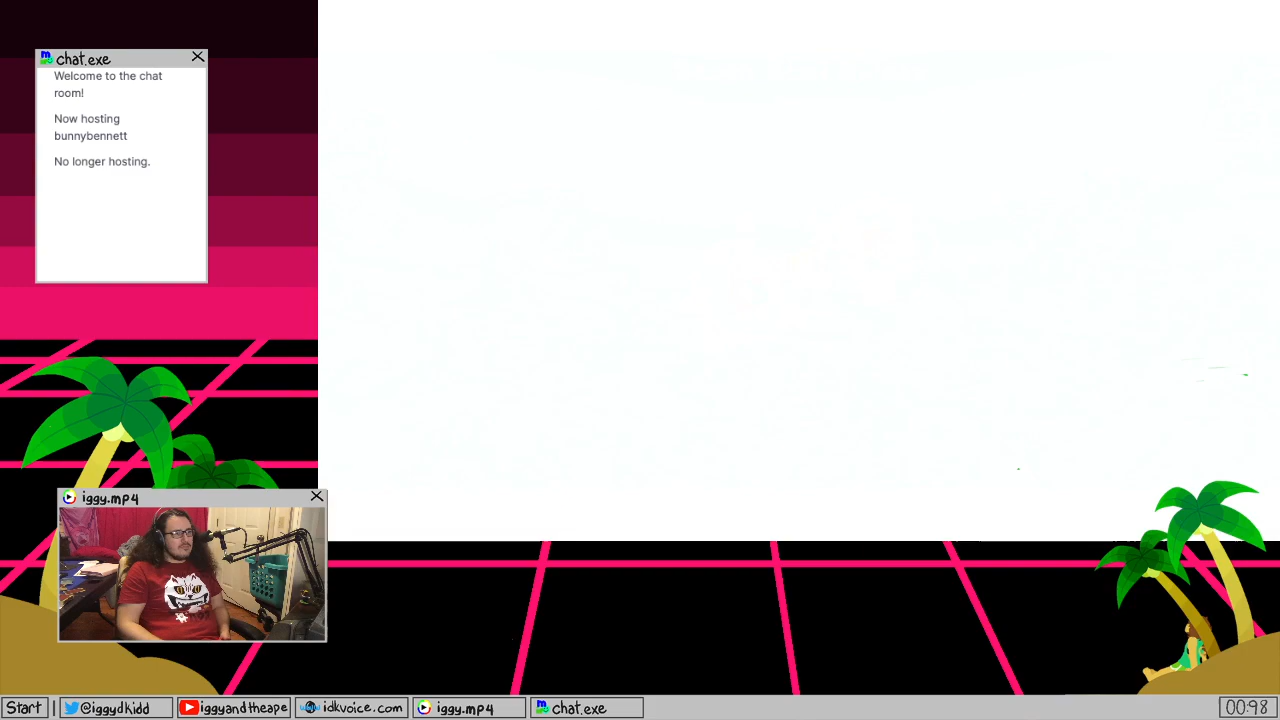 chat.exe
Welcome to the chat
room!
Now hosting
bunnybennett
No longer hosting.
iggy.mp4
Start | @iggydkidd iggyandtheape idkvoice.com iggy.mp4 chat.exe 00:98